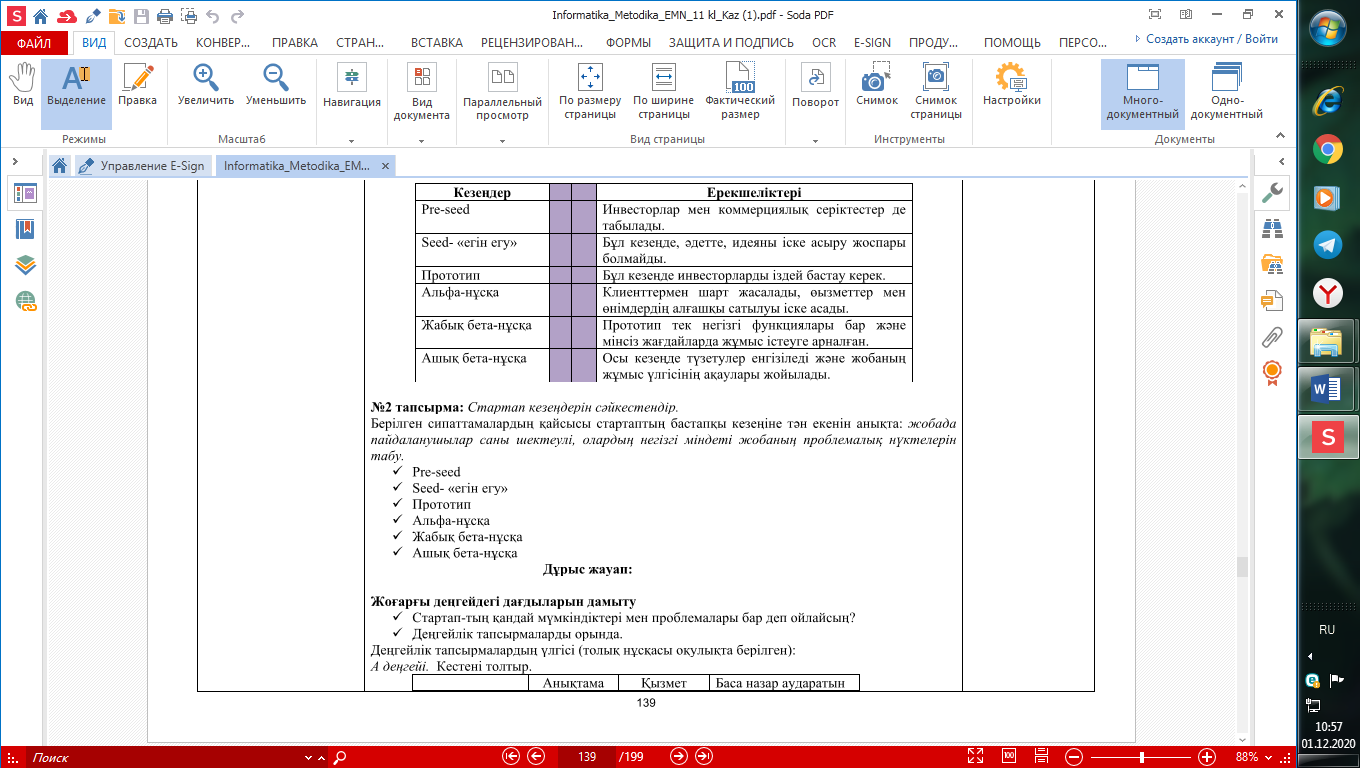 Informatika_Metodika_EMN_11 kl_Kaz (1).pdf - Soda PDF
ФАЙЛ ВИД СОЗДАТЬ КОНВЕР... ПРАВКА СТРАН... ВСТАВКА РЕЦЕНЗИРОВАН... ФОРМЫ ЗАЩИТА И ПОДПИСЬ OCR E-SIGN ПРОДУ... ПОМОЩЬ ПЕРСО... Создать аккаунт / Войти
Вид Выделение Правка Увеличить Уменьшить Навигация Вид документа Параллельный просмотр По размеру страницы По ширине страницы Фактический размер Поворот Снимок Снимок страницы Настройки Много-документный Одно-документный
Режимы Масштаб Вид страницы Инструменты Документы
Управление E-Sign Informatika_Metodika_EM...
Кезеңдер Ерекшеліктері
Pre-seed Инвесторлар мен коммерциялық серіктестер де
табылады.
Seed- «егін егу» Бұл кезеңде, әдетте, идеяны іске асыру жоспары
болмайды.
Прототип Бұл кезеңде инвесторларды іздей бастау керек.
Альфа-нұсқа Клиенттермен шарт жасалады, өызметтер мен
өнімдердің алғашқы сатылуы іске асады.
Жабық бета-нұсқа Прототип тек негізгі функциялары бар және
мінсіз жағдайларда жұмыс істеуге арналған.
Ашық бета-нұсқа Осы кезеңде түзетулер енгізіледі және жобаның
жұмыс үлгісінің ақаулары жойылады.
№2 тапсырма: Стартап кезеңдерін сәйкестендір.
Берілген сипаттамалардың қайсысы стартаптың бастапқы кезеңіне тән екенін анықта: жобада
пайдаланушылар саны шектеулі, олардың негізгі міндеті жобаның проблемалық нүктелерін
табу.
✓ Pre-seed
✓ Seed- «егін егу»
✓ Прототип
✓ Альфа-нұсқа
✓ Жабық бета-нұсқа
✓ Ашық бета-нұсқа
Дұрыс жауап:
Жоғарғы деңгейдегі дағдыларын дамыту
✓ Стартап-тың қандай мүмкіндіктері мен проблемалары бар деп ойлайсың?
✓ Деңгейлік тапсырмаларды орында.
Деңгейлік тапсырмалардың үлгісі (толық нұсқасы оқулықта берілген):
А деңгейі. Кестені толтыр.
Анықтама Қызмет Баса назар аударатын
139
Поиск 139 /199 88%
RU
10:57
01.12.2020